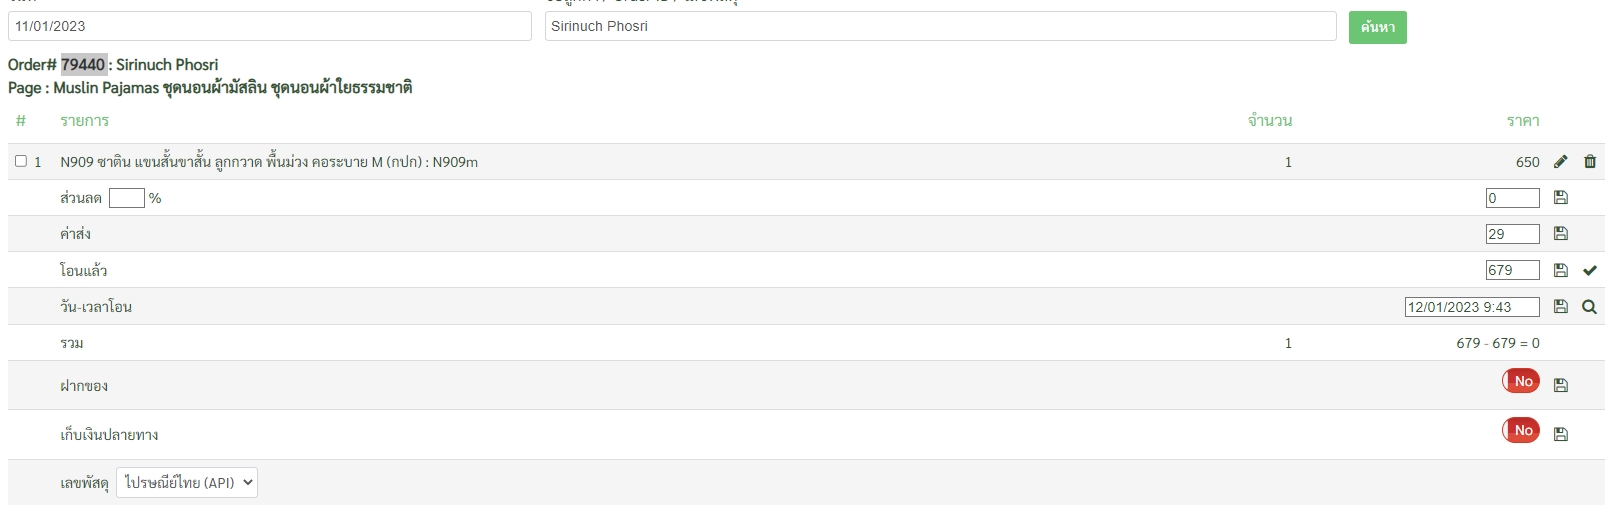 11/01/2023
Sirinuch Phosri
ค้นหา
Order# 79440 : Sirinuch Phosri
Page : Muslin Pajamas ชุดนอนผ้ามัสลิน ชุดนอนผ้าใยธรรมชาติ
# รายการ จำนวน ราคา
1 N909 ซาติน แขนสั้นขาสั้น ลูกกวาด พื้นม่วง คอระบาย M (กปก) : N909m 1 650
ส่วนลด % 0
ค่าส่ง 29
โอนแล้ว 679
วัน-เวลาโอน 12/01/2023 9:43
รวม 1 679 - 679 = 0
ฝากของ No
เก็บเงินปลายทาง No
เลขพัสดุ ไปรษณีย์ไทย (API)